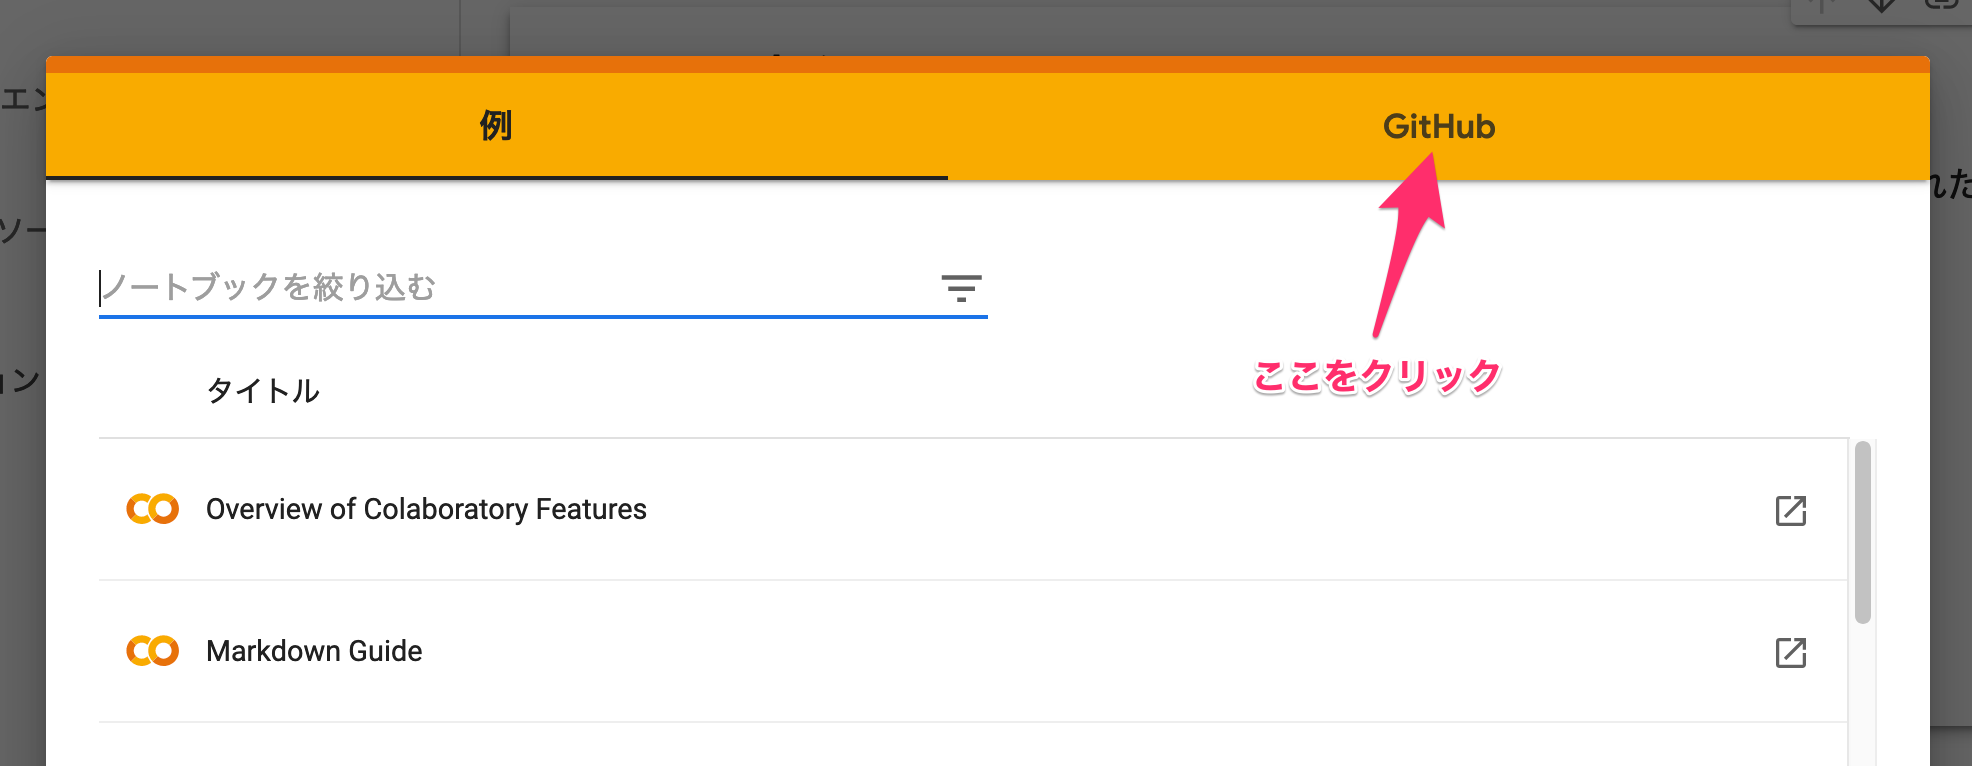 エン
例
GitHub
れた
ソー
ノートブックを絞り込む
ここをクリック
ョン
タイトル
Overview of Colaboratory Features
Markdown Guide